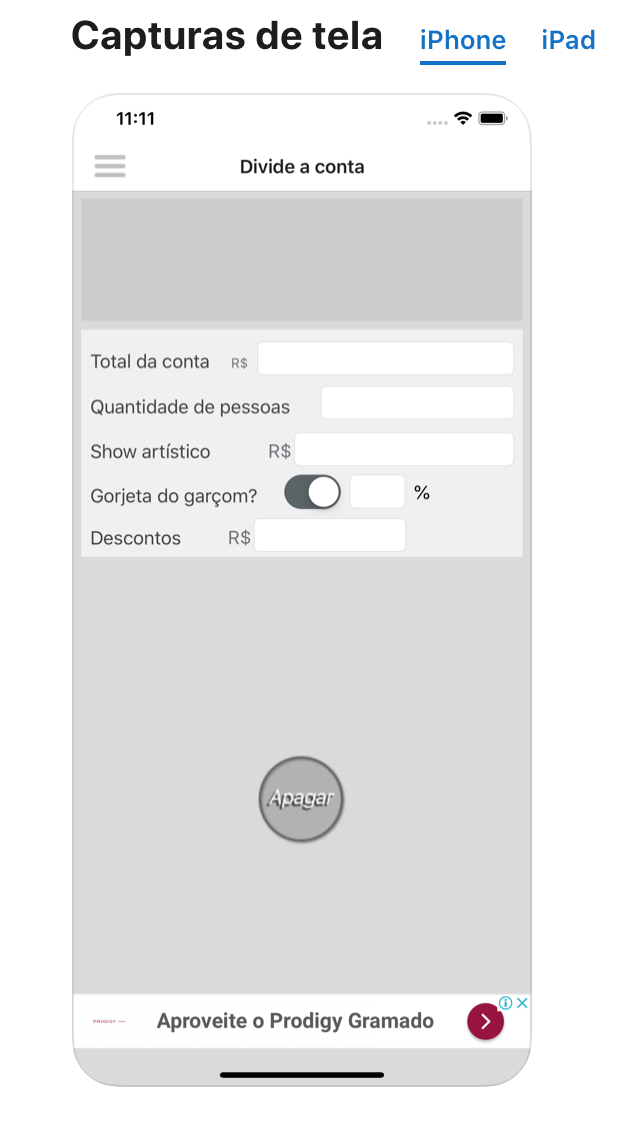 Capturas de tela iPhone iPad
11:11
Divide a conta
Total da conta R$
Quantidade de pessoas
Show artístico R$
Gorjeta do garçom? %
Descontos R$
Apagar
PRODIGY
Aproveite o Prodigy Gramado